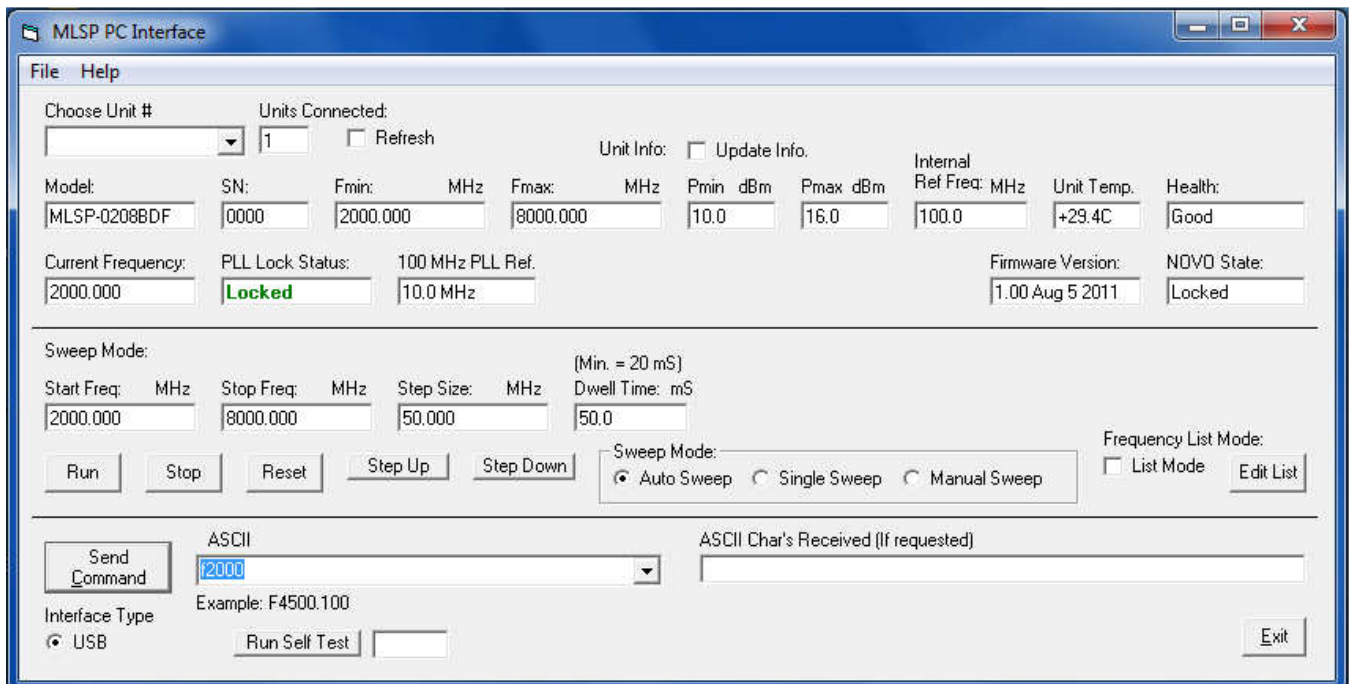 MLSP PC Interface
File Help
Choose Unit # Units Connected:
1 Refresh
Unit Info: Update Info.
Model: SN: Fmin: MHz Fmax: MHz Pmin dBm Pmax dBm Internal Ref Freq: MHz Unit Temp. Health:
MLSP-0208BDF 0000 2000.000 8000.000 10.0 16.0 100.0 +29.4C Good
Current Frequency: PLL Lock Status: 100 MHz PLL Ref. Firmware Version: NOVO State:
2000.000 Locked 10.0 MHz 1.00 Aug 5 2011 Locked
Sweep Mode:
(Min. = 20 mS)
Start Freq: MHz Stop Freq: MHz Step Size: MHz Dwell Time: mS
2000.000 8000.000 50.000 50.0
Run Stop Reset Step Up Step Down
Sweep Mode:
Auto Sweep Single Sweep Manual Sweep
Frequency List Mode:
List Mode Edit List
Send Command
ASCII
f2000
Example: F4500.100
ASCII Char's Received (If requested)
Interface Type
USB
Run Self Test
Exit